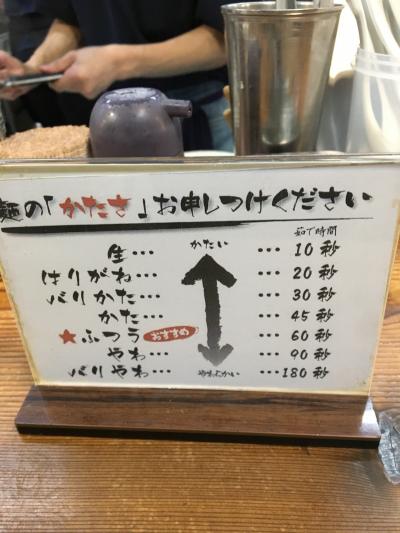 麺の「かたさ」お申しつけください
茹で時間
かたい
生… … 10秒
はりがね… … 20秒
バリかた… … 30秒
かた… … 45秒
★ふつう おすすめ … 60秒
やわ… … 90秒
バリやわ… … 180秒
やわらかい